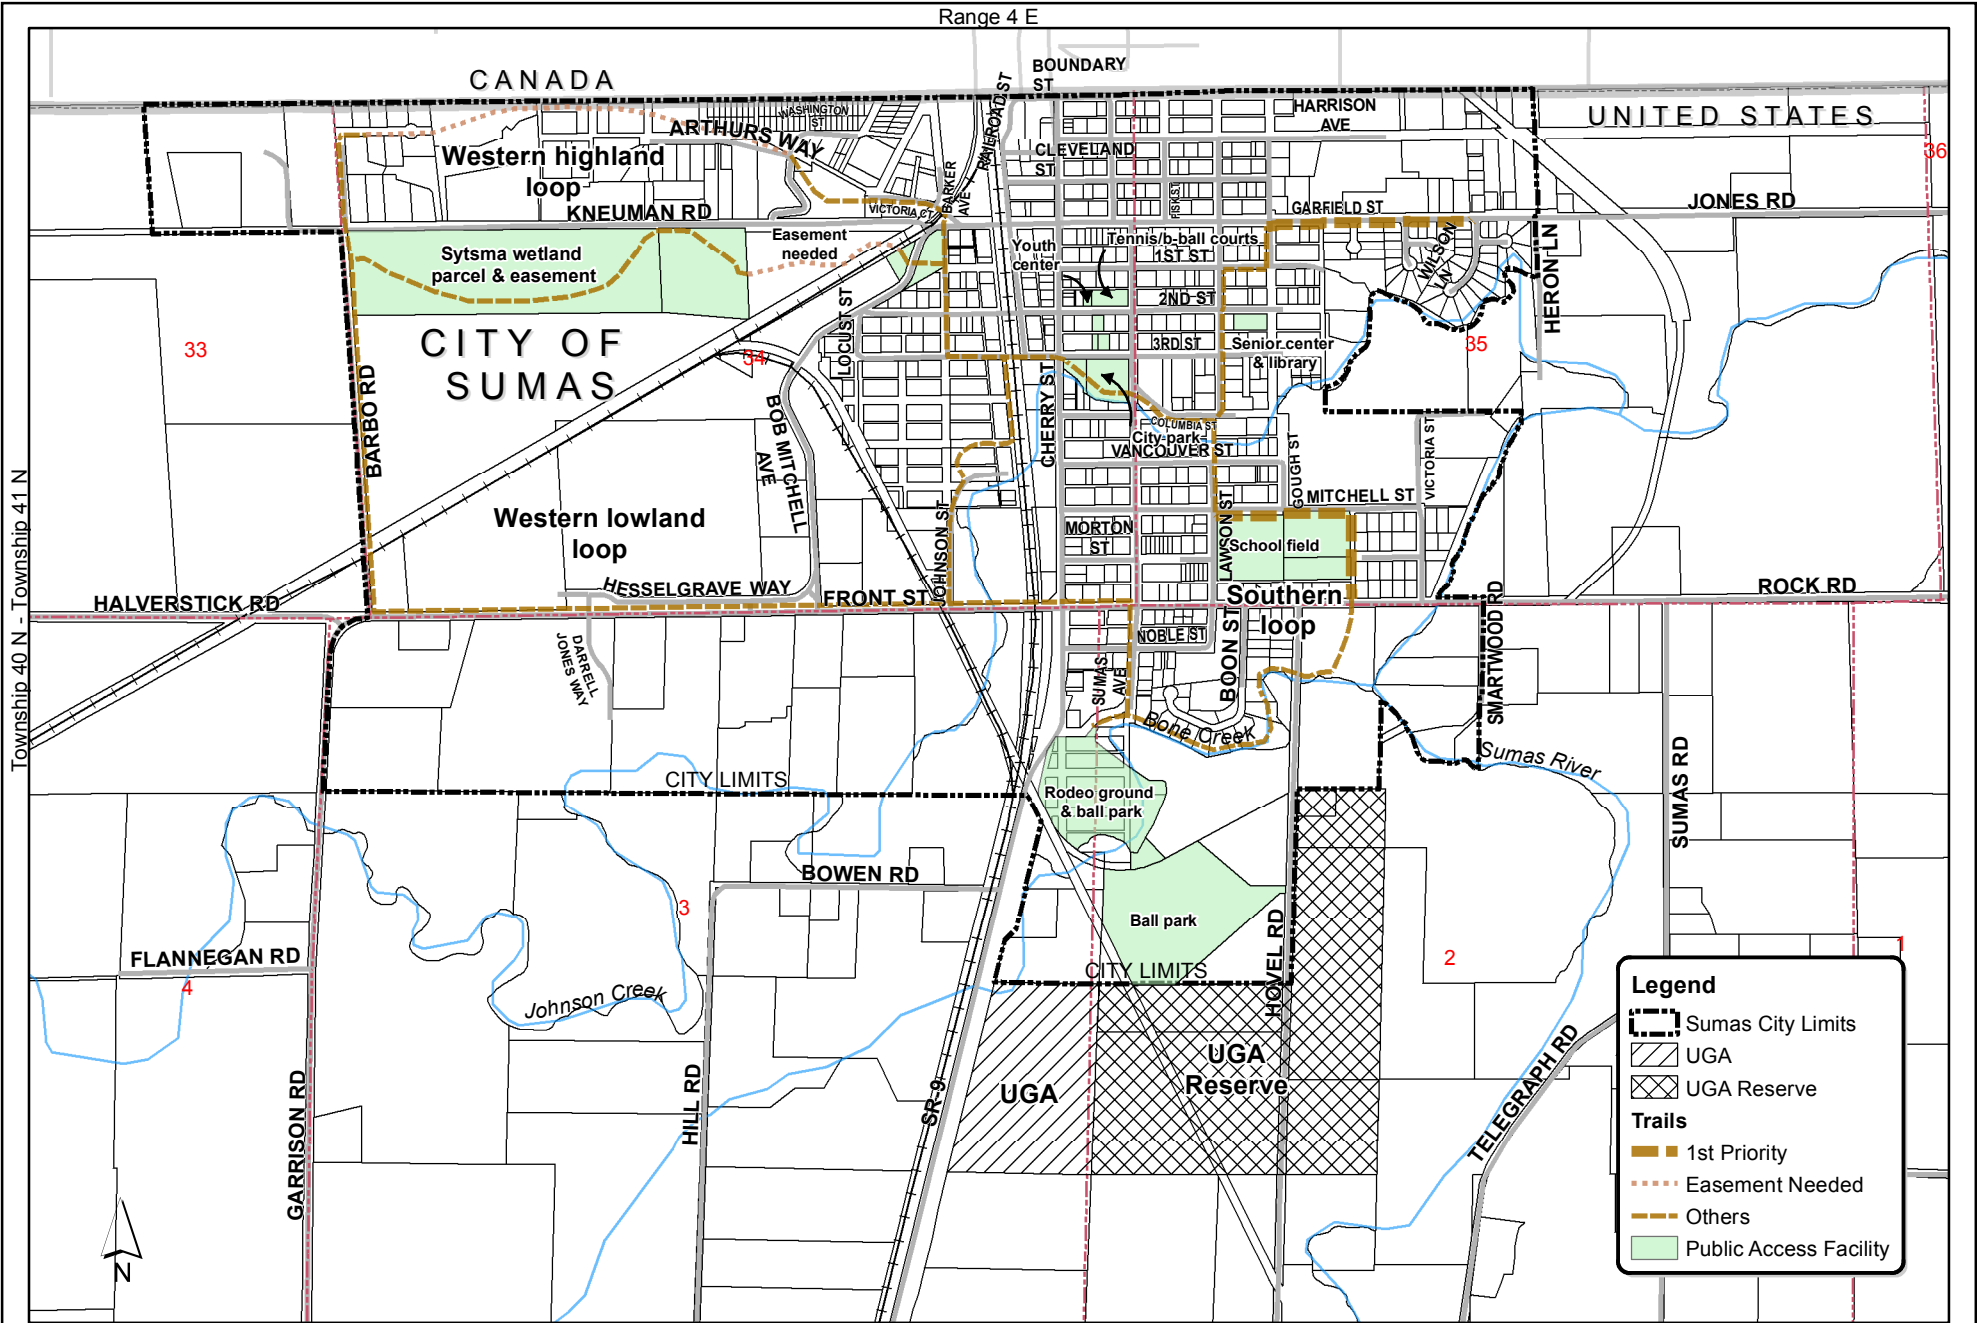 Range 4 E
CANADA
BOUNDARY
ST
UNITED STATES
HARRISON
AVE
WASHINGTON
ST
RAILROAD ST
ARTHURS WAY
Western highland
loop
CLEVELAND
ST
36
BARKER
AVE
FISK ST
VICTORIA CT
KNEUMAN RD
GARFIELD ST
JONES RD
Sytsma wetland
parcel & easement
Easement
needed
Youth
center
Tennis/b-ball courts
1ST ST
WILSON
LN
HERON LN
2ND ST
LOCUST ST
CITY OF
SUMAS
33
34
3RD ST
Senior center
& library
35
BARBO RD
BOB MITCHELL
AVE
CHERRY ST
COLUMBIA ST
City park
VANCOUVER ST
GOUGH ST
VICTORIA ST
MITCHELL ST
Township 40 N - Township 41 N
Western lowland
loop
JOHNSON ST
MORTON
ST
LAWSON ST
School field
HESSELGRAVE WAY
FRONT ST
HALVERSTICK RD
ROCK RD
Southern
loop
SMARTWOOD RD
DARRELL
JONES WAY
NOBLE ST
BOON ST
SUMAS
AVE
Bone Creek
Sumas River
SUMAS RD
CITY LIMITS
Rodeo ground
& ball park
BOWEN RD
3
Ball park
HOVEL RD
2
1
FLANNEGAN RD
4
CITY LIMITS
Johnson Creek
UGA
UGA
Reserve
SR-9
HILL RD
GARRISON RD
TELEGRAPH RD
N
Legend
Sumas City Limits
UGA
UGA Reserve
Trails
1st Priority
Easement Needed
Others
Public Access Facility